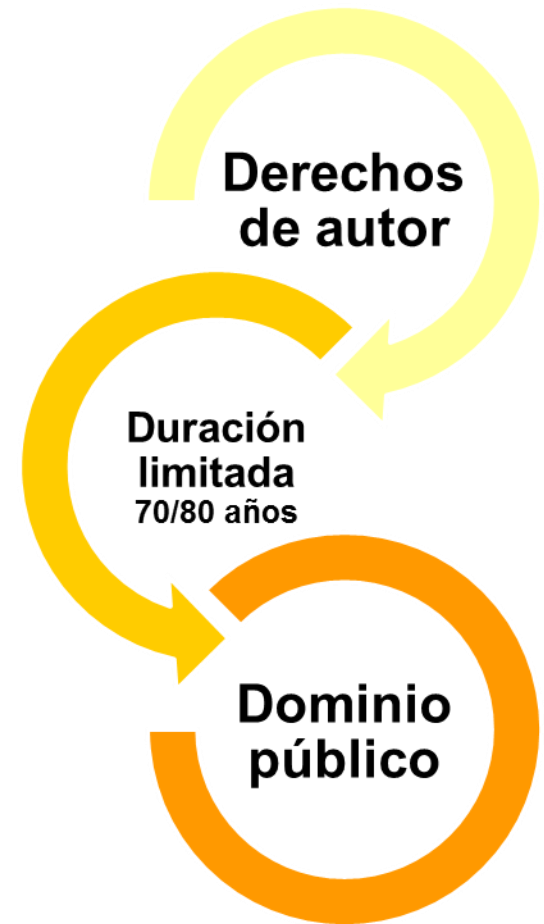 Derechos
de autor
Duración
limitada
70/80 años
Dominio
público